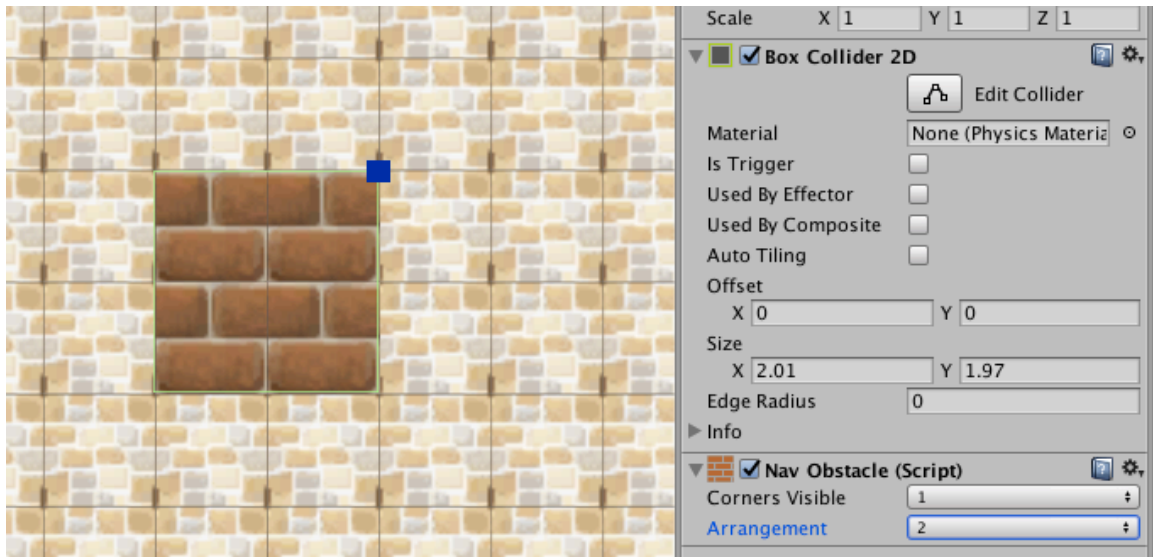 Scale X 1 Y 1 Z 1
Box Collider 2D
Edit Collider
Material None (Physics Materia
Is Trigger
Used By Effector
Used By Composite
Auto Tiling
Offset
X 0 Y 0
Size
X 2.01 Y 1.97
Edge Radius 0
Info
Nav Obstacle (Script)
Corners Visible 1
Arrangement 2